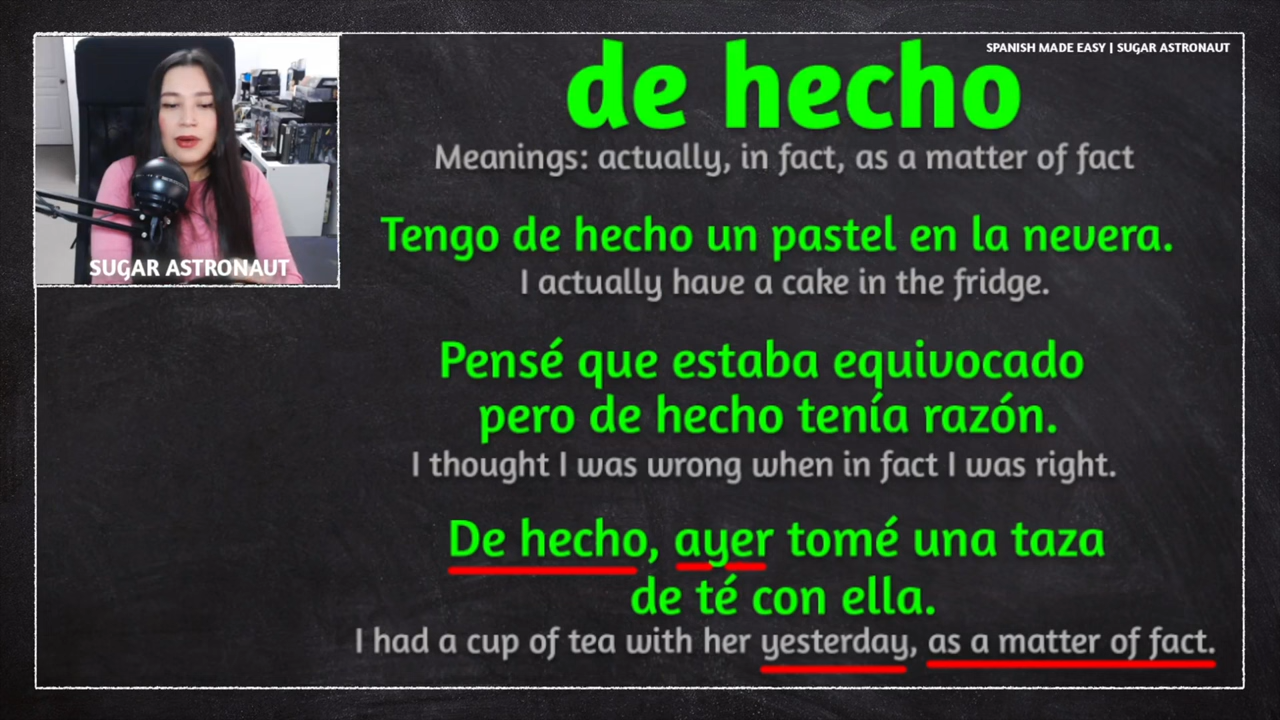 SPANISH MADE EASY | SUGAR ASTRONAUT
de hecho
Meanings: actually, in fact, as a matter of fact
Tengo de hecho un pastel en la nevera.
I actually have a cake in the fridge.
SUGAR ASTRONAUT
Pensé que estaba equivocado
pero de hecho tenía razón.
I thought I was wrong when in fact I was right.
De hecho, ayer tomé una taza
de té con ella.
I had a cup of tea with her yesterday, as a matter of fact.